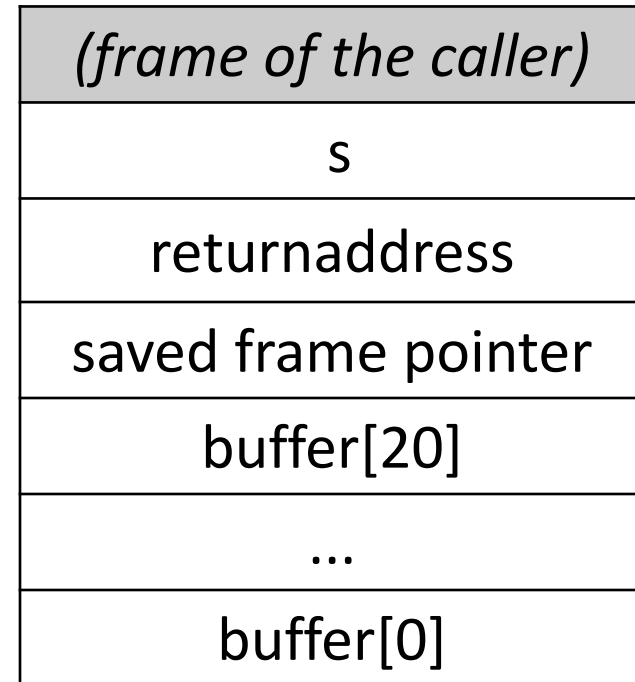 (frame of the caller)
s
returnaddress
saved frame pointer
buffer[20]
...
buffer[0]